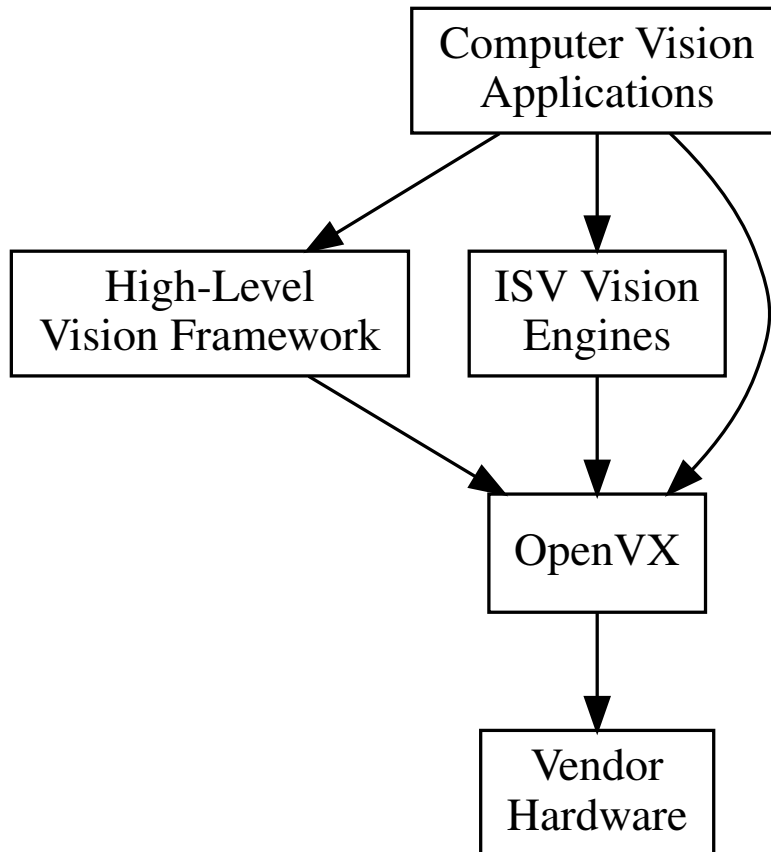 Computer Vision
Applications
High-Level
Vision Framework
ISV Vision
Engines
OpenVX
Vendor
Hardware